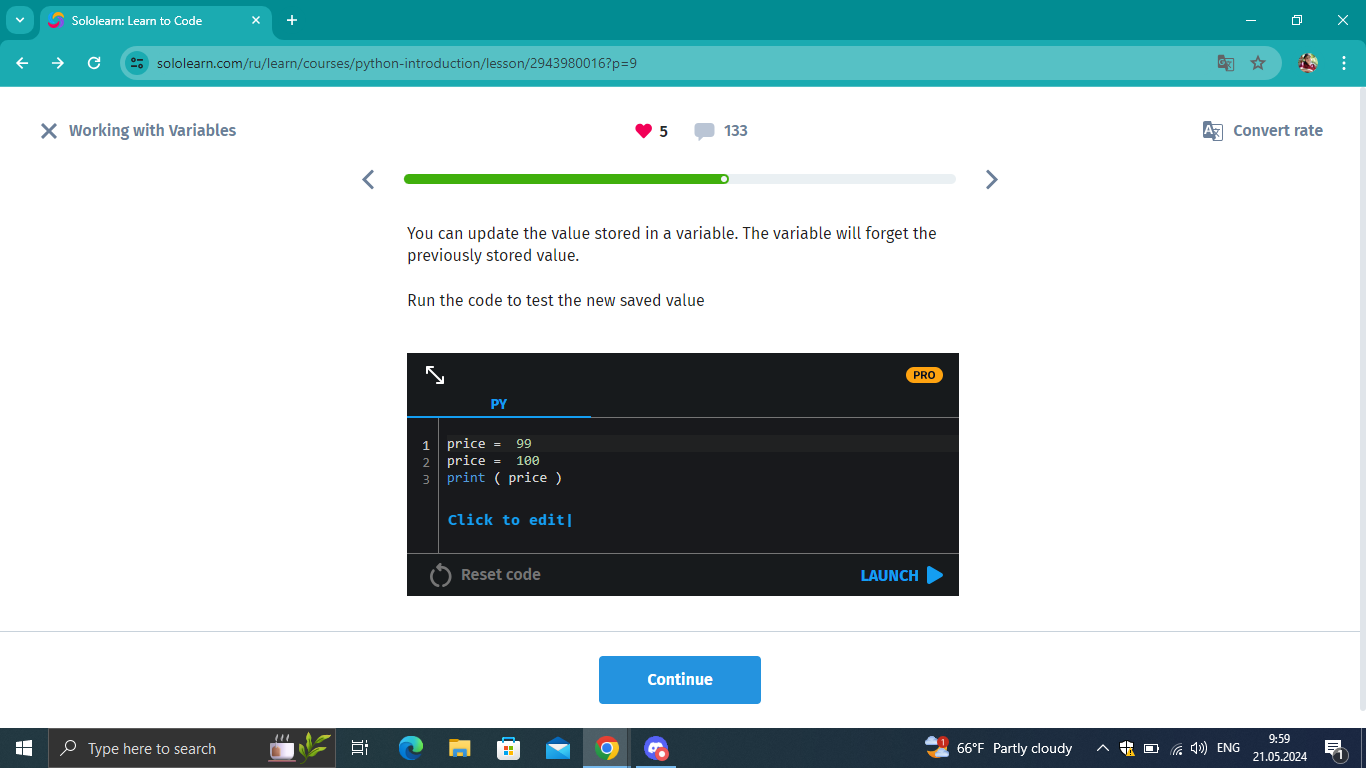 Sololearn: Learn to Code
sololearn.com/ru/learn/courses/python-introduction/lesson/2943980016?p=9
Working with Variables
5
133
Convert rate
You can update the value stored in a variable. The variable will forget the
previously stored value.
Run the code to test the new saved value
PRO
PY
1 price = 99
2 price = 100
3 print ( price )
Click to edit|
Reset code
LAUNCH
Continue
Type here to search
1
66°F Partly cloudy
ENG
9:59
21.05.2024
1